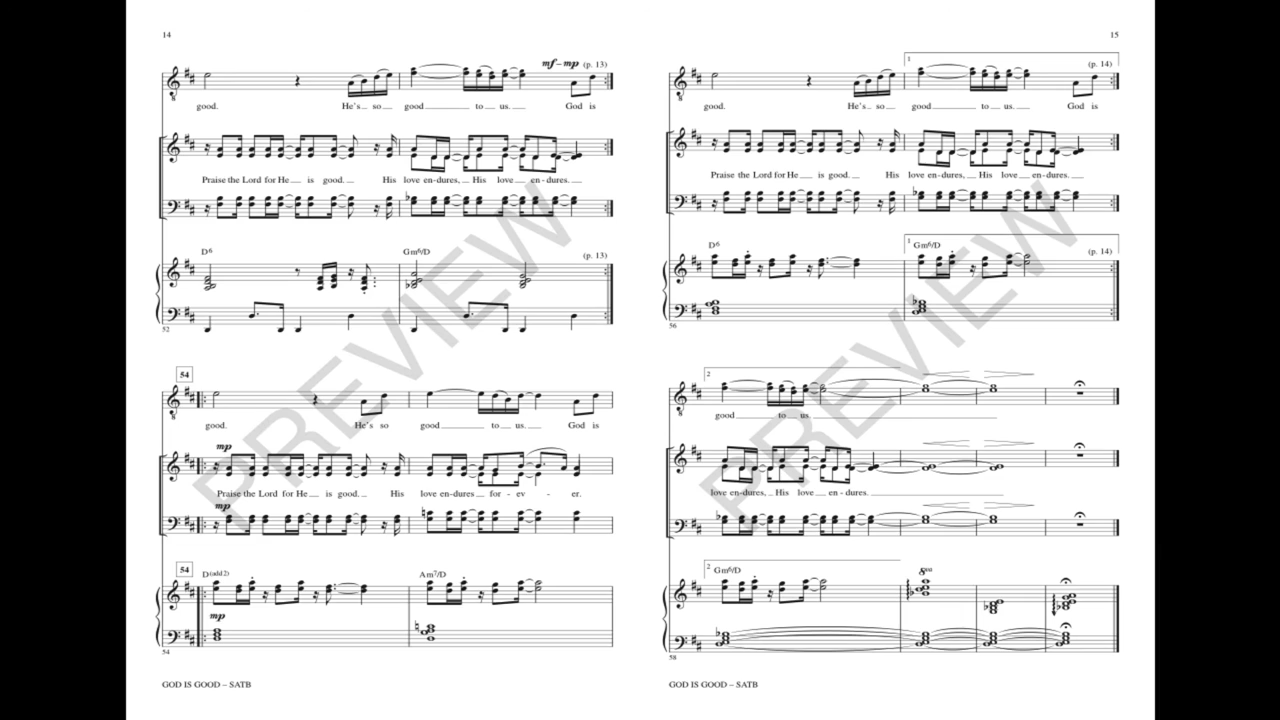 14
mf–mp (p. 13)
good. He's so good to us. God is
Praise the Lord for He is good. His love en-dures, His love en-dures.
D6 Gm6/D
(p. 13)
52
54
good. He's so good to us. God is
mp
Praise the Lord for He is good. His love en-dures for - ev - er.
mp
54
D(add2) Am7/D
mp
54
GOD IS GOOD – SATB
15
1
(p. 14)
good. He's so good to us. God is
Praise the Lord for He is good. His love en-dures, His love en-dures.
D6 1 Gm6/D
(p. 14)
56
2
good to us.
love en-dures, His love en - dures.
2 Gm6/D
8va
58
GOD IS GOOD – SATB
PREVIEW
PREVIEW